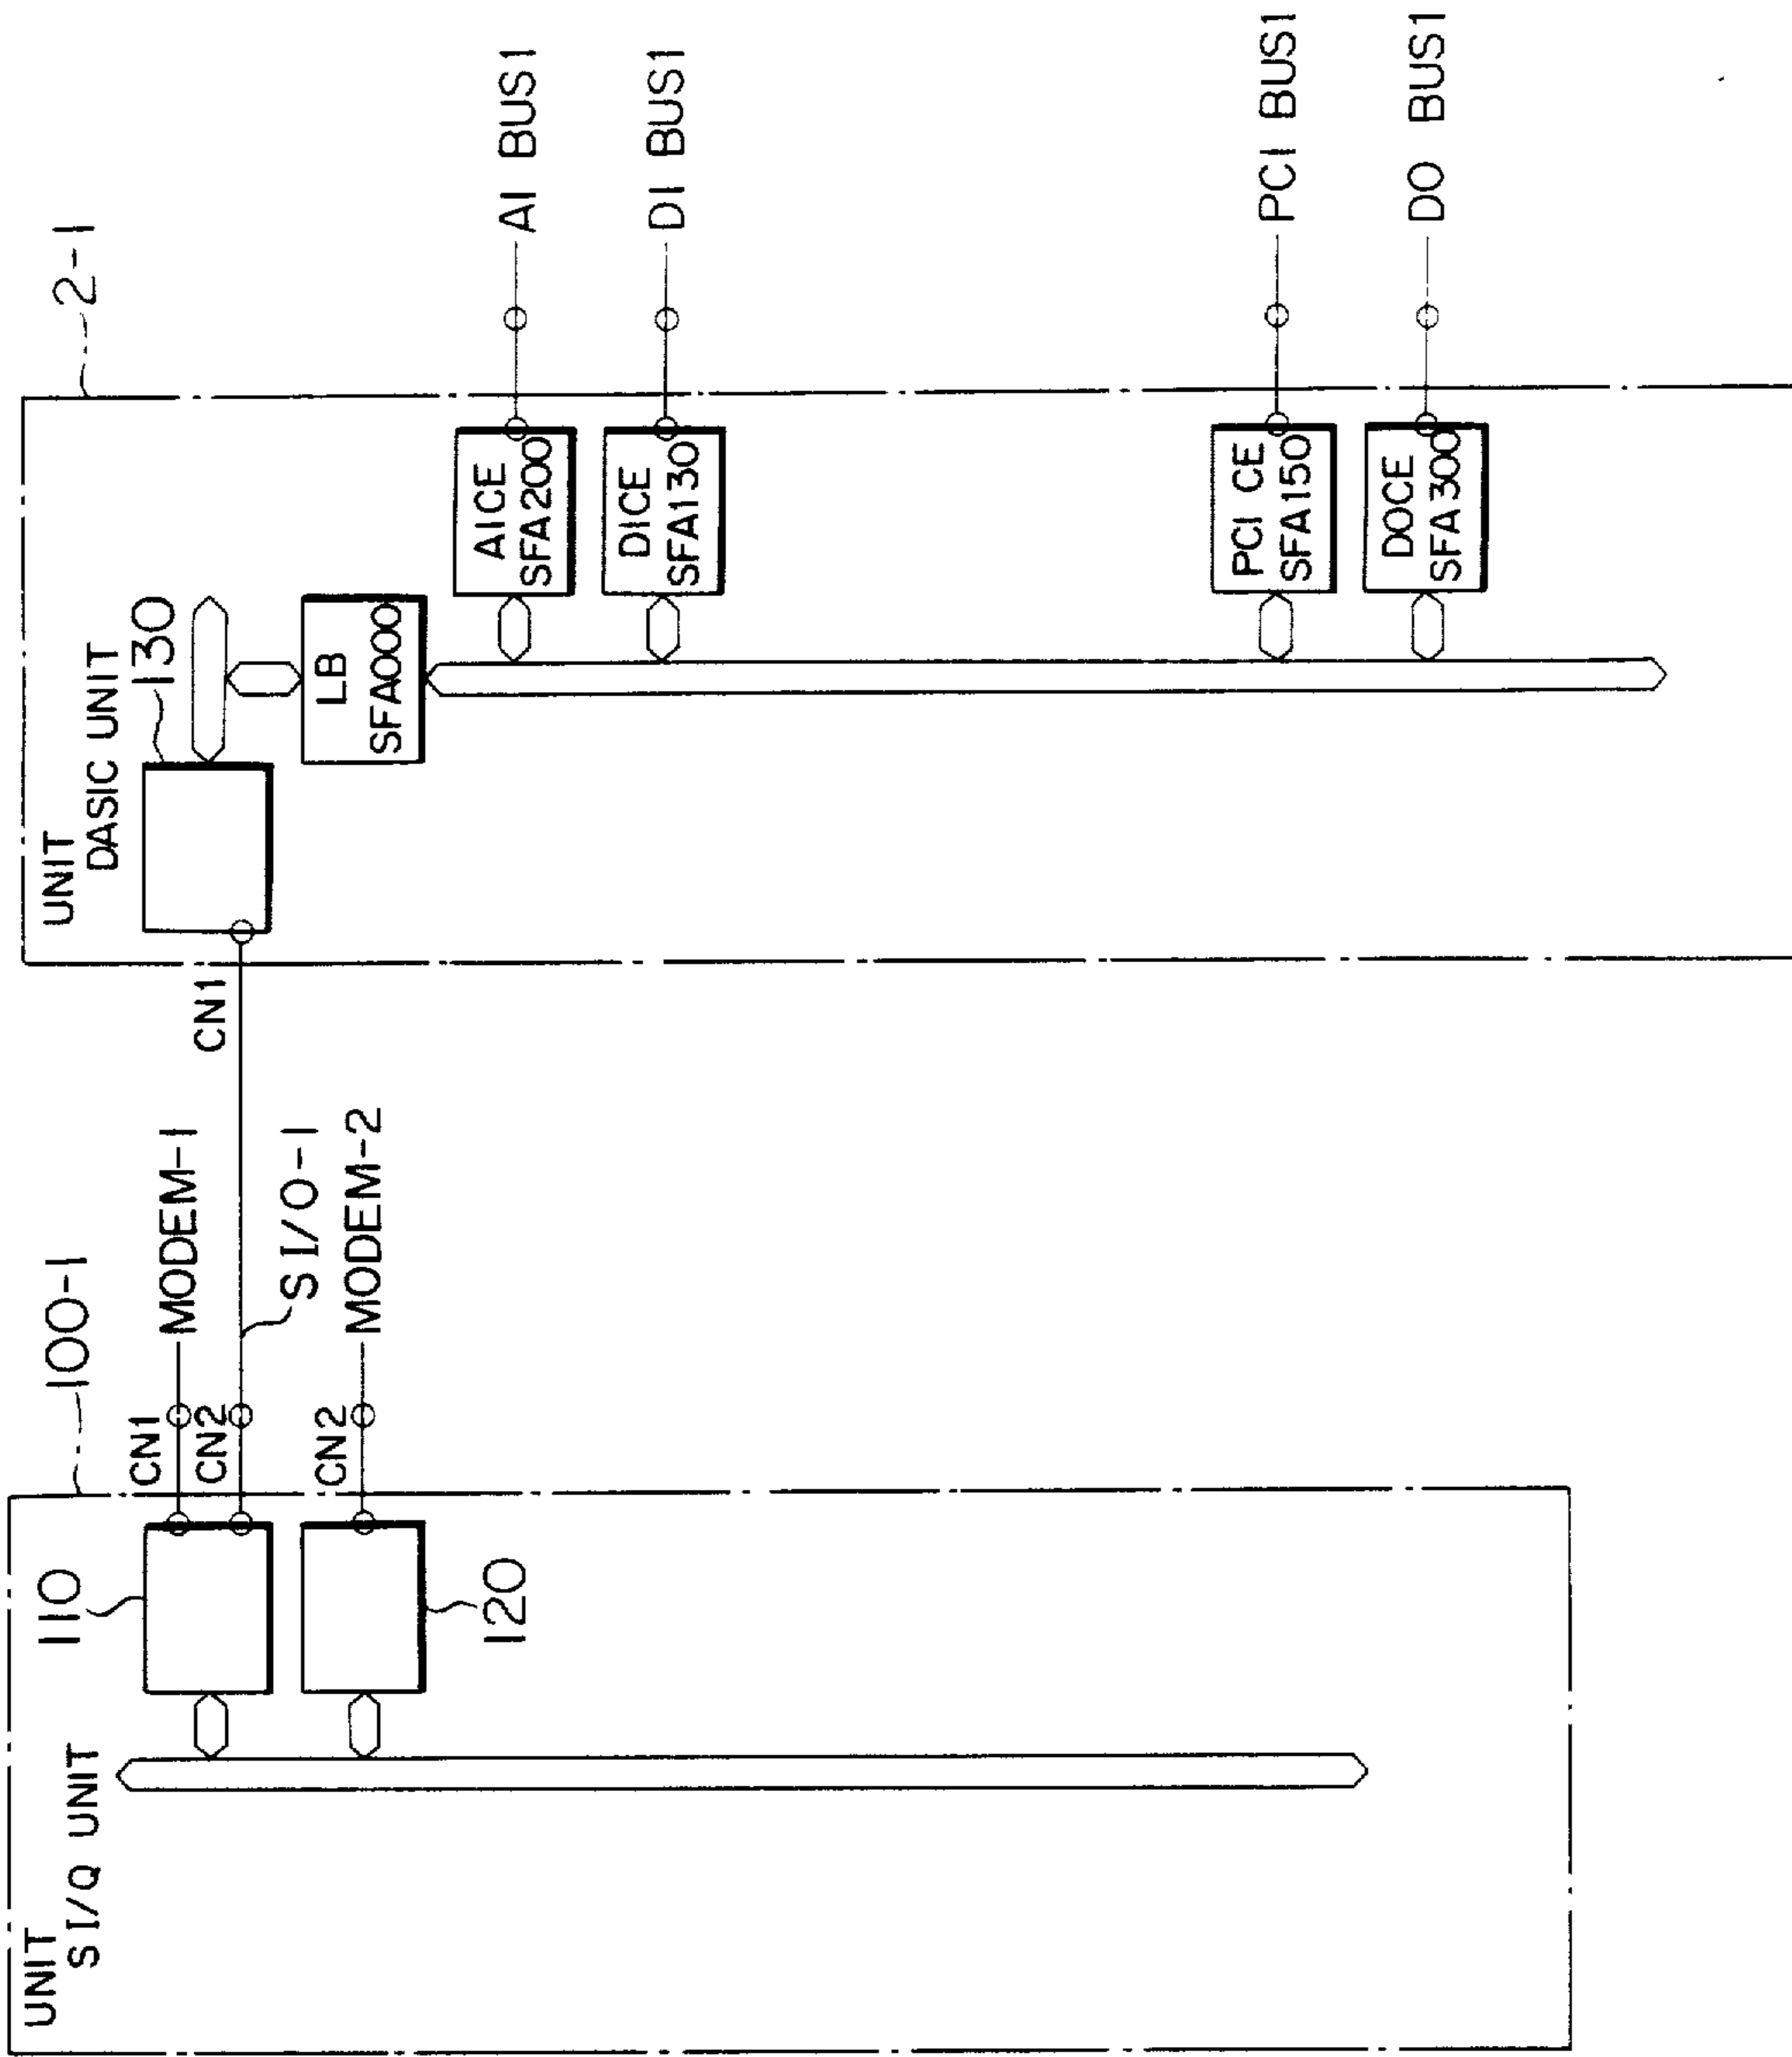 UNIT
S I/Q UNIT
100-1
110
CN1
MODEM-1
CN2
S I/O-1
CN1
120
CN2
MODEM-2
UNIT
DASIC UNIT
2-1
130
LB
SFA000
AICE
SFA200
AI BUS1
DICE
SFA130
DI BUS1
PCI CE
SFA150
PCI BUS1
DOCE
SFA300
DO BUS1